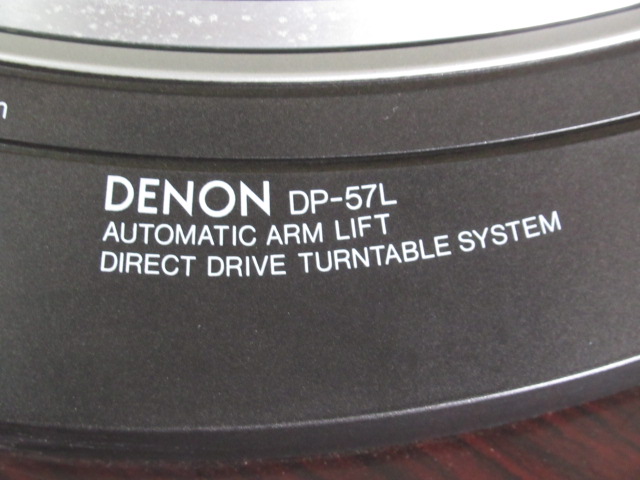 DENON DP-57L
AUTOMATIC ARM LIFT
DIRECT DRIVE TURNTABLE SYSTEM